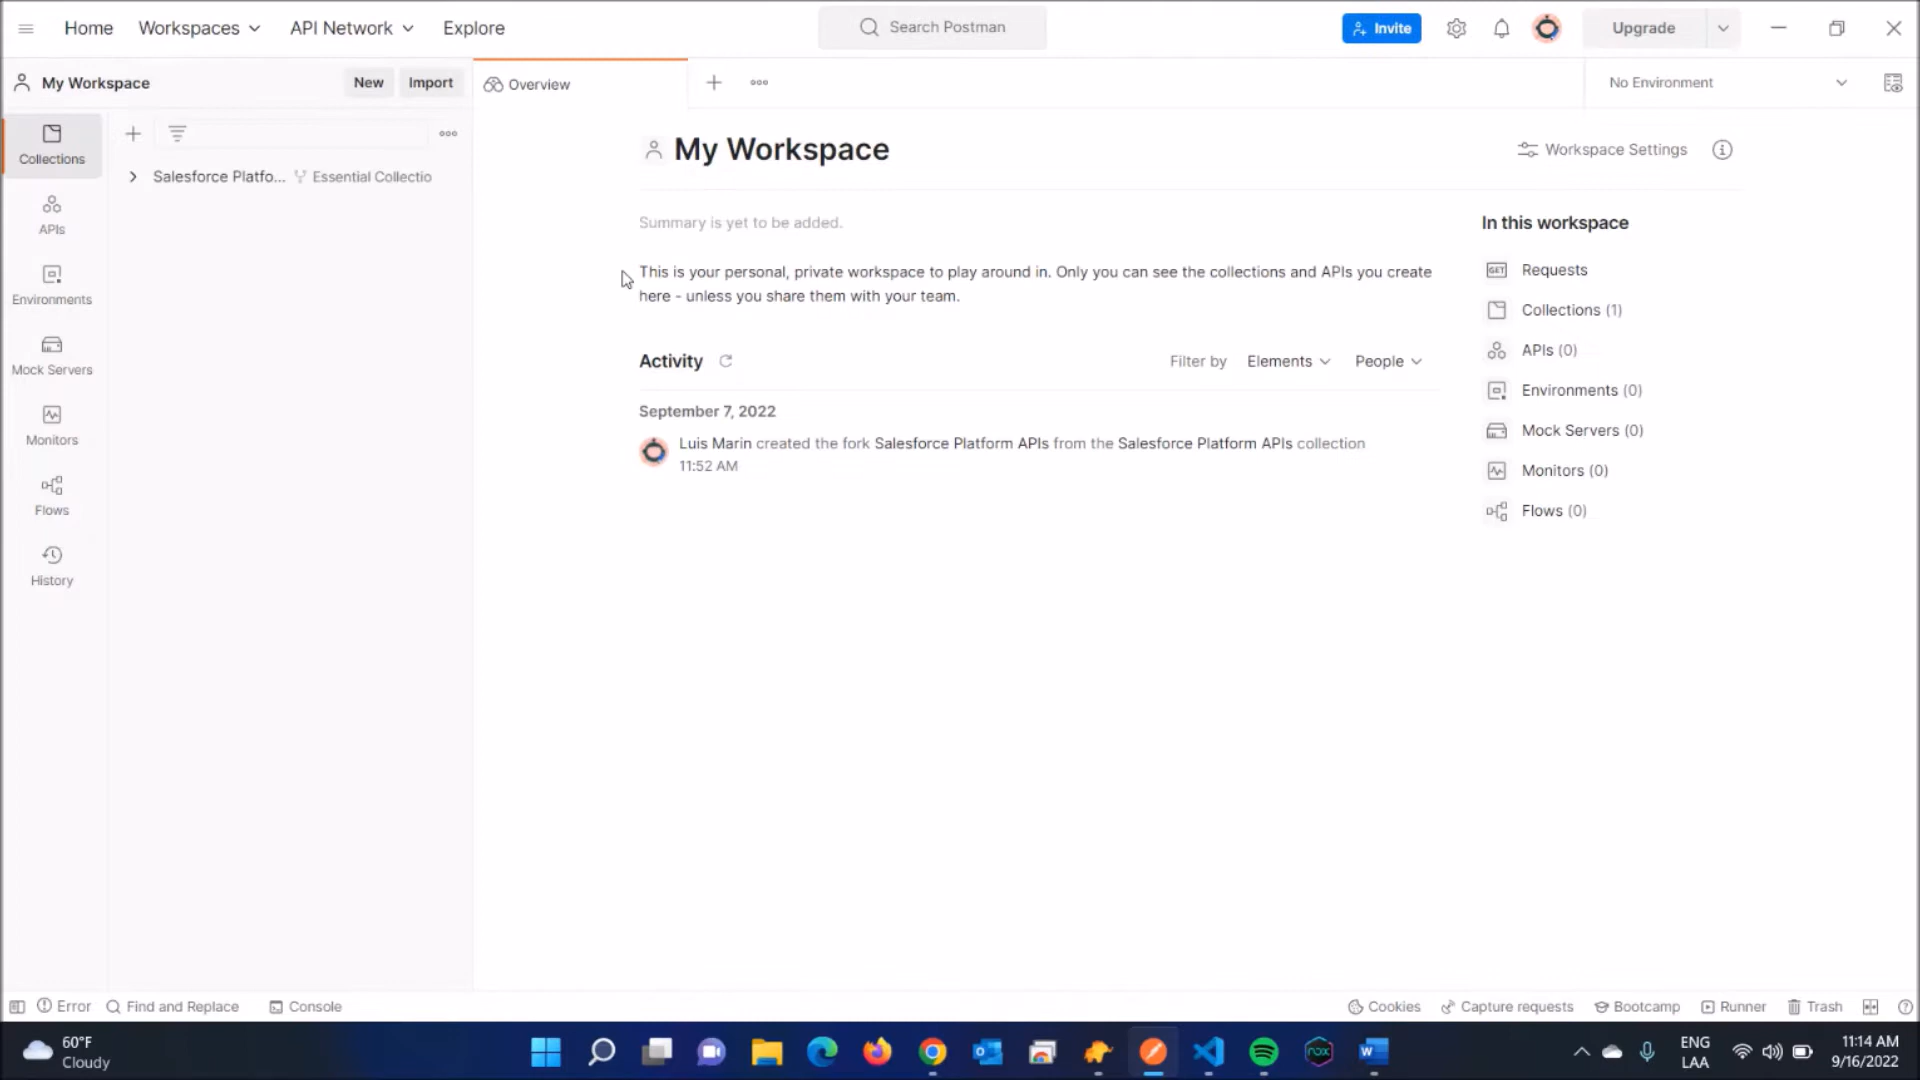 Home Workspaces API Network Explore Search Postman Invite Upgrade
My Workspace New Import Overview No Environment
Collections
APIs
Environments
Mock Servers
Monitors
Flows
History
Salesforce Platfo... Essential Collectio
My Workspace
Workspace Settings
Summary is yet to be added.
This is your personal, private workspace to play around in. Only you can see the collections and APIs you create
here - unless you share them with your team.
Activity Filter by Elements People
September 7, 2022
Luis Marin created the fork Salesforce Platform APIs from the Salesforce Platform APIs collection
11:52 AM
In this workspace
GET Requests
Collections (1)
APIs (0)
Environments (0)
Mock Servers (0)
Monitors (0)
Flows (0)
Error Find and Replace Console Cookies Capture requests Bootcamp Runner Trash
60°F
Cloudy
nox
ENG
LAA
11:14 AM
9/16/2022